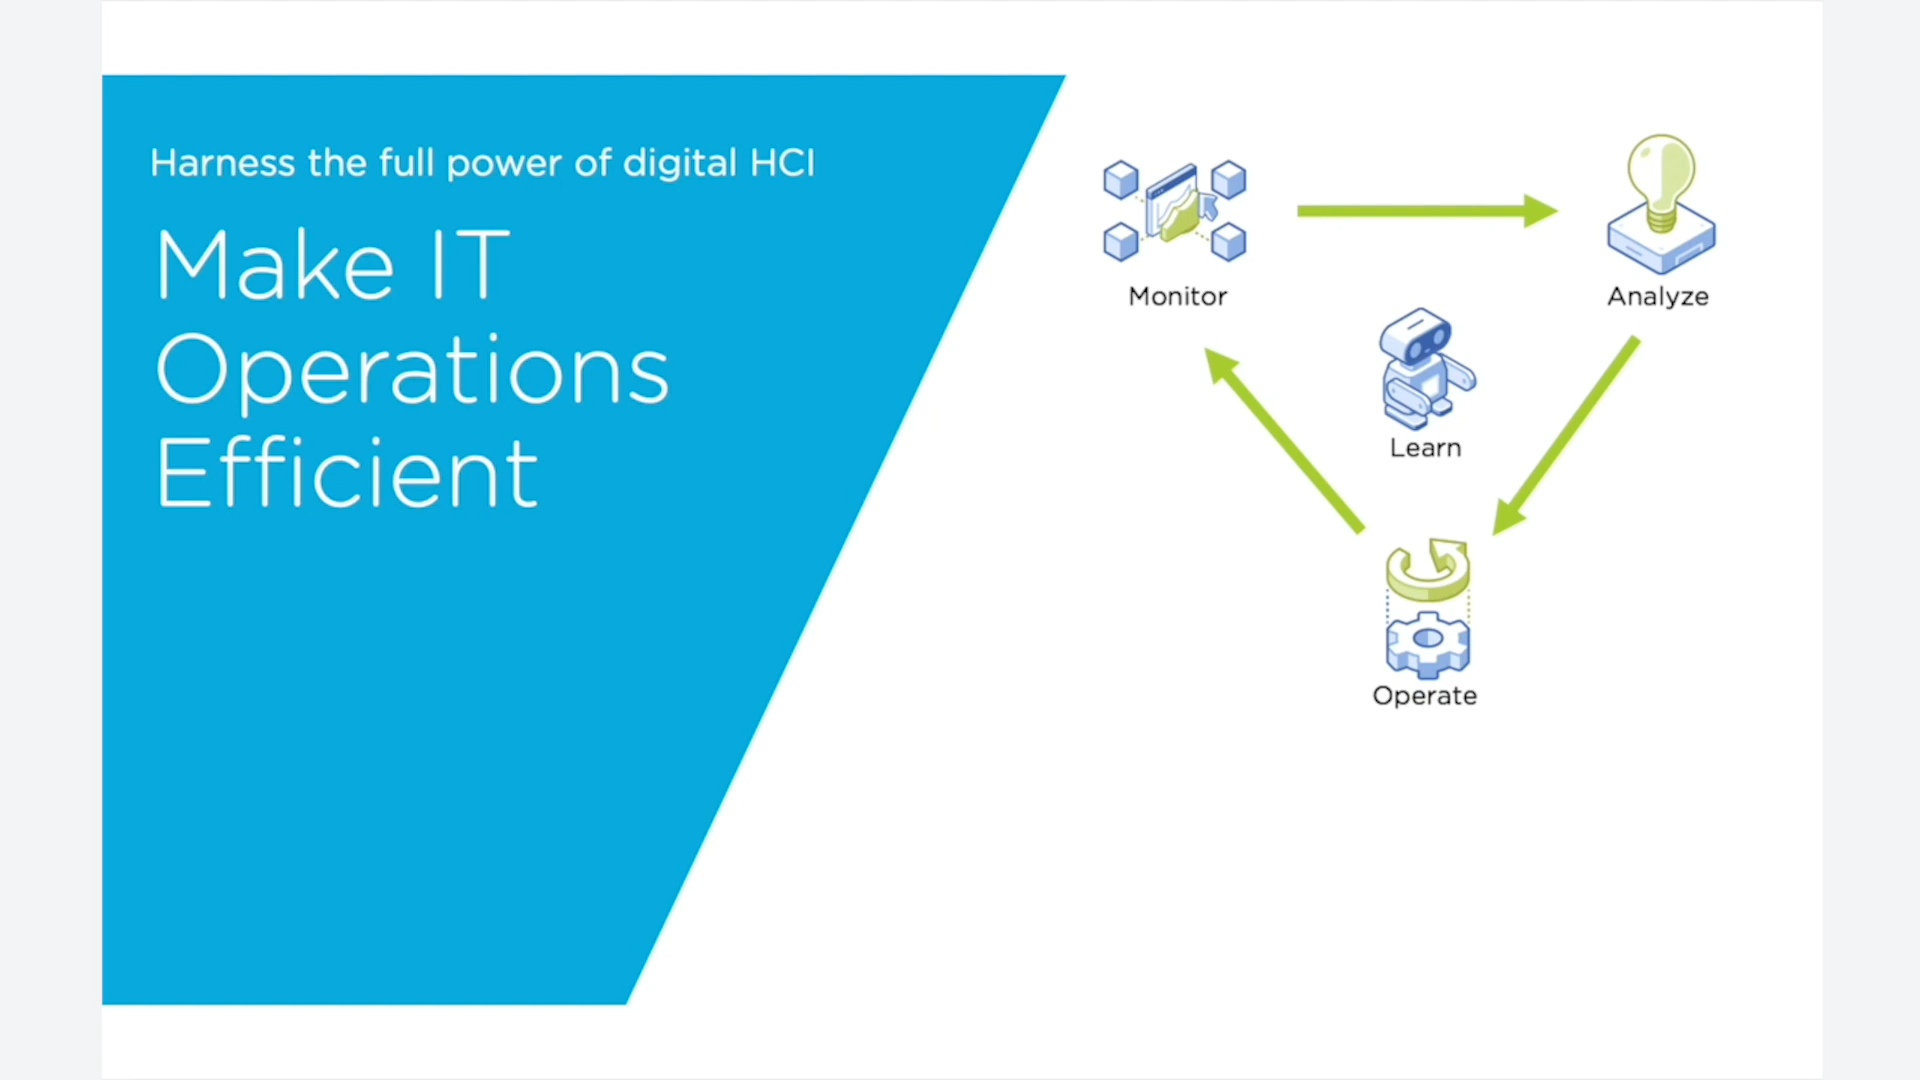 Harness the full power of digital HCI
Make IT
Operations
Efficient
Monitor
Analyze
Learn
Operate